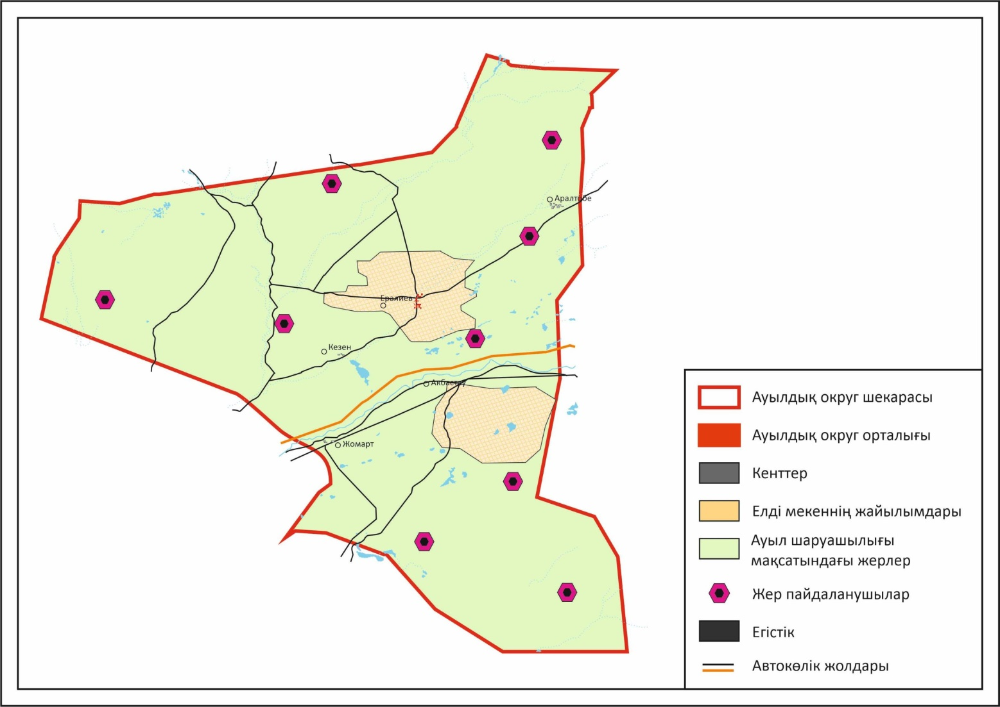 Аралтөбе
Ералиев
Кезен
Ақбастау
Жомарт
Ауылдық округ шекарасы
Ауылдық округ орталығы
Кенттер
Елді мекеннің жайылымдары
Ауыл шаруашылығы
мақсатындағы жерлер
Жер пайдаланушылар
Егістік
Автокөлік жолдары